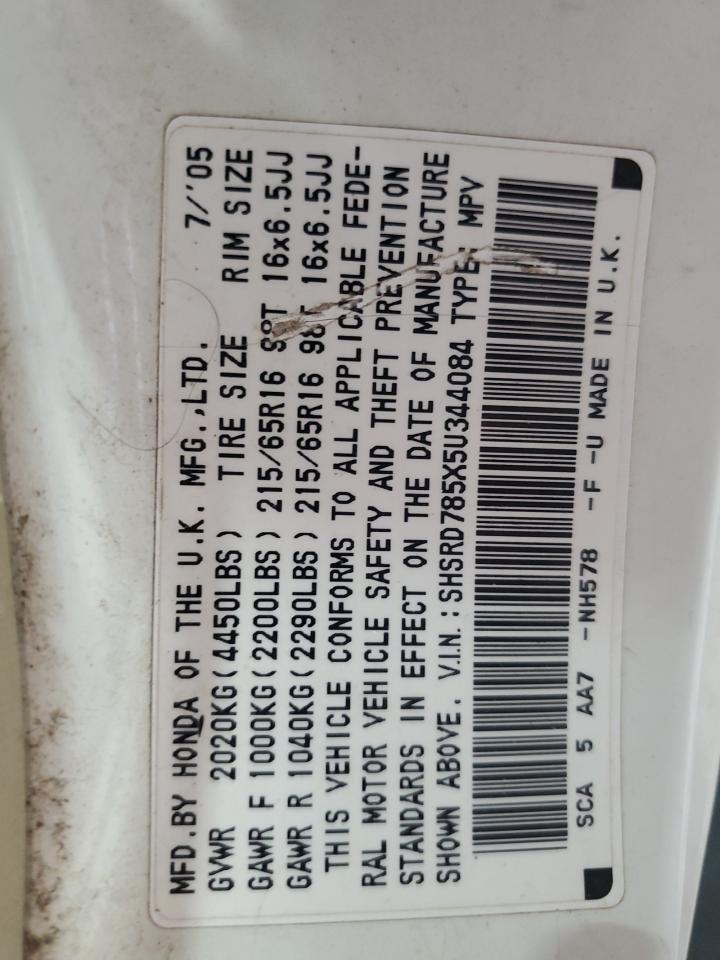 MFD.BY HONDA OF THE U.K. MFG.,LTD. 7/'05
GVWR 2020KG(4450LBS) TIRE SIZE RIM SIZE
GAWR F 1000KG(2200LBS) 215/65R16 98T 16x6.5JJ
GAWR R 1040KG(2290LBS) 215/65R16 98T 16x6.5JJ
THIS VEHICLE CONFORMS TO ALL APPLICABLE FEDE-
RAL MOTOR VEHICLE SAFETY AND THEFT PREVENTION
STANDARDS IN EFFECT ON THE DATE OF MANUFACTURE
SHOWN ABOVE. V.I.N.:SHSRD785X5U344084 TYPE: MPV
SCA 5 AA7 -NH578 -F -U MADE IN U.K.